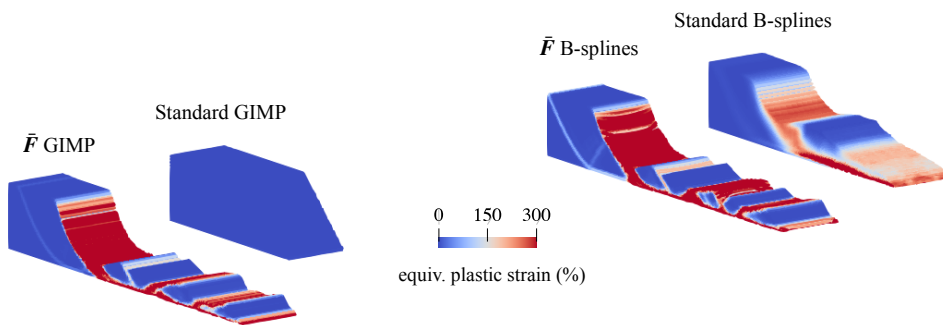 Standard B-splines
F̄ B-splines
Standard GIMP
F̄ GIMP
0 150 300
equiv. plastic strain (%)